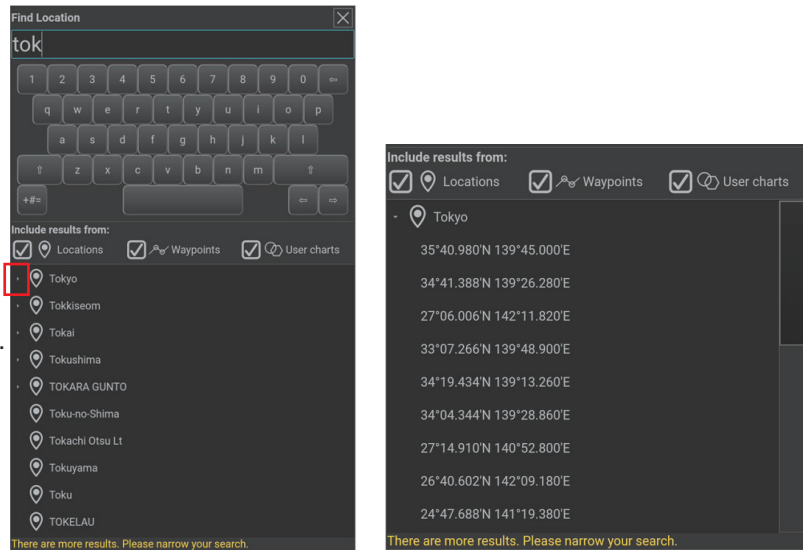 Find Location
tok
1 2 3 4 5 6 7 8 9 0 ⇦
q w e r t y u i o p
a s d f g h j k l
⇧ z x c v b n m ⇧
+#= ⇦ ⇨
Include results from:
Locations Waypoints User charts
Tokyo
Tokkiseom
Tokai
Tokushima
TOKARA GUNTO
Toku-no-Shima
Tokachi Otsu Lt
Tokuyama
Toku
TOKELAU
There are more results. Please narrow your search.
Include results from:
Locations Waypoints User charts
Tokyo
35°40.980'N 139°45.000'E
34°41.388'N 139°26.280'E
27°06.006'N 142°11.820'E
33°07.266'N 139°48.900'E
34°19.434'N 139°13.260'E
34°04.344'N 139°28.860'E
27°14.910'N 140°52.800'E
26°40.602'N 142°09.180'E
24°47.688'N 141°19.380'E
There are more results. Please narrow your search.